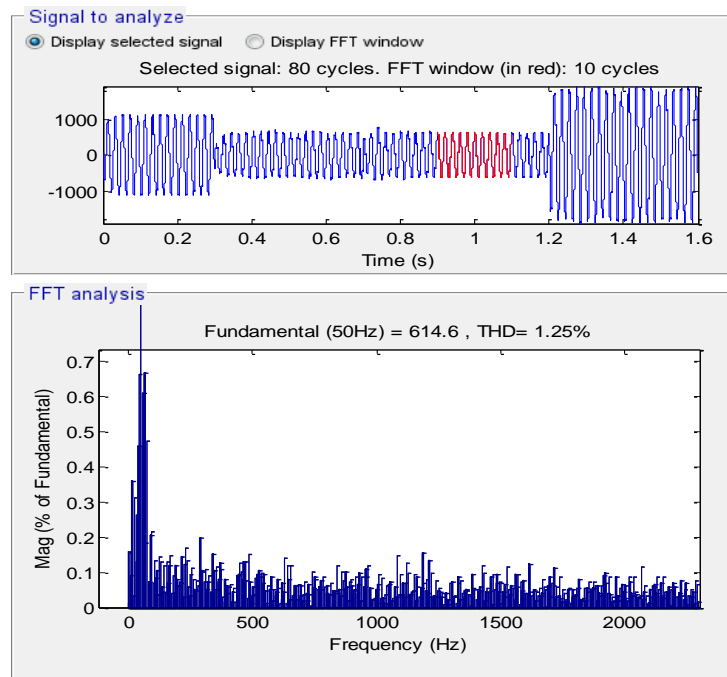 Signal to analyze
Display selected signal Display FFT window
Selected signal: 80 cycles. FFT window (in red): 10 cycles
1000
0
-1000
0 0.2 0.4 0.6 0.8 1 1.2 1.4 1.6
Time (s)
FFT analysis
Fundamental (50Hz) = 614.6 , THD= 1.25%
0.7
0.6
0.5
0.4
0.3
0.2
0.1
0
Mag (% of Fundamental)
0 500 1000 1500 2000
Frequency (Hz)